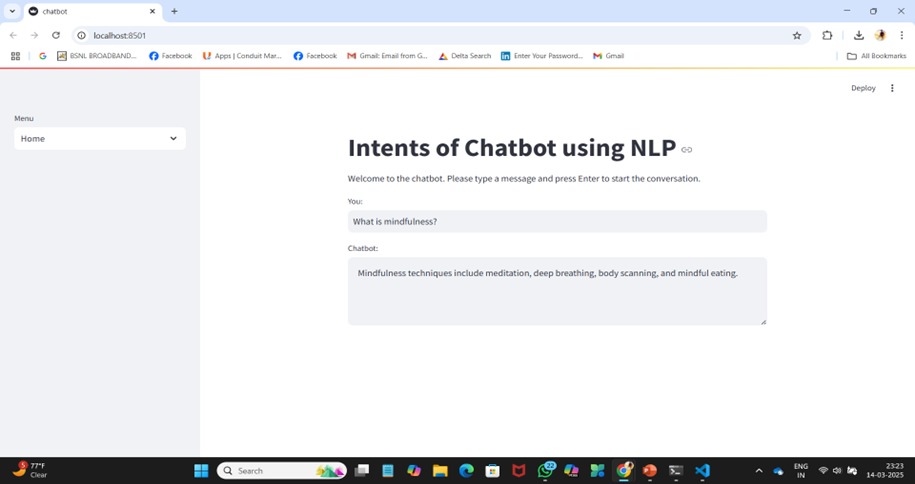 chatbot
localhost:8501
BSNL BROADBAND...
Facebook
Apps | Conduit Mar...
Facebook
Gmail: Email from G...
Delta Search
Enter Your Password...
Gmail
All Bookmarks
Deploy
Menu
Home
Intents of Chatbot using NLP
Welcome to the chatbot. Please type a message and press Enter to start the conversation.
You:
What is mindfulness?
Chatbot:
Mindfulness techniques include meditation, deep breathing, body scanning, and mindful eating.
77°F
Clear
Search
ENG
IN
23:23
14-03-2025